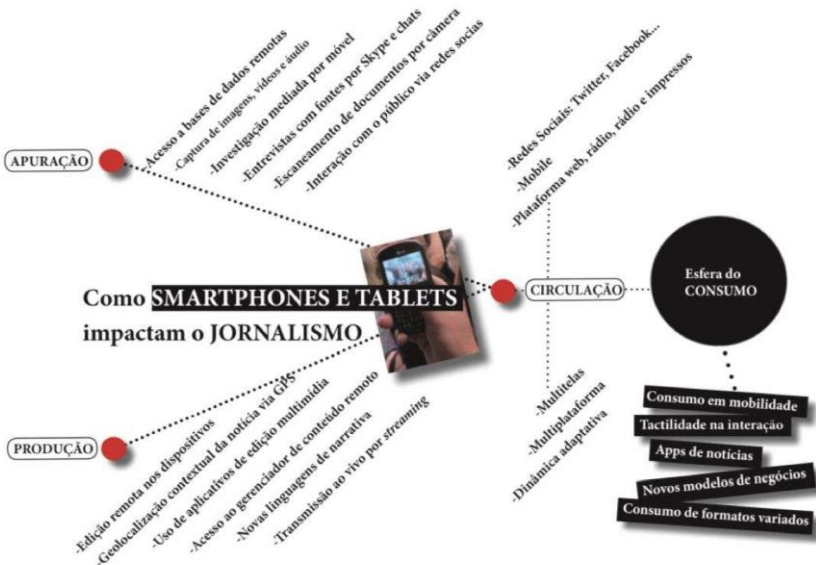 -Acesso a bases de dados remotas
-Captura de imagens, vídeos e áudio
-Investigação mediada por móvel
-Entrevistas com fontes por Skype e chats
-Escaneamento de documentos por câmera
-Interação com o público via redes socias
APURAÇÃO
-Redes Sociais: Twitter, Facebook...
-Mobile
-Plataforma web, rádio, rádio e impressos
Como SMARTPHONES E TABLETS
impactam o JORNALISMO
CIRCULAÇÃO
Esfera do
CONSUMO
-Multitelas
-Multiplataforma
-Dinâmica adaptativa
Consumo em mobilidade
Tactilidade na interação
Apps de notícias
Novos modelos de negócios
Consumo de formatos variados
PRODUÇÃO
-Edição remota nos dispositivos
-Geolocalização contextual da notícia via GPS
-Uso de aplicativos de edição multimídia
-Acesso ao gerenciador de conteúdo remoto
-Novas linguagens de narrativa
-Transmissão ao vivo por streaming